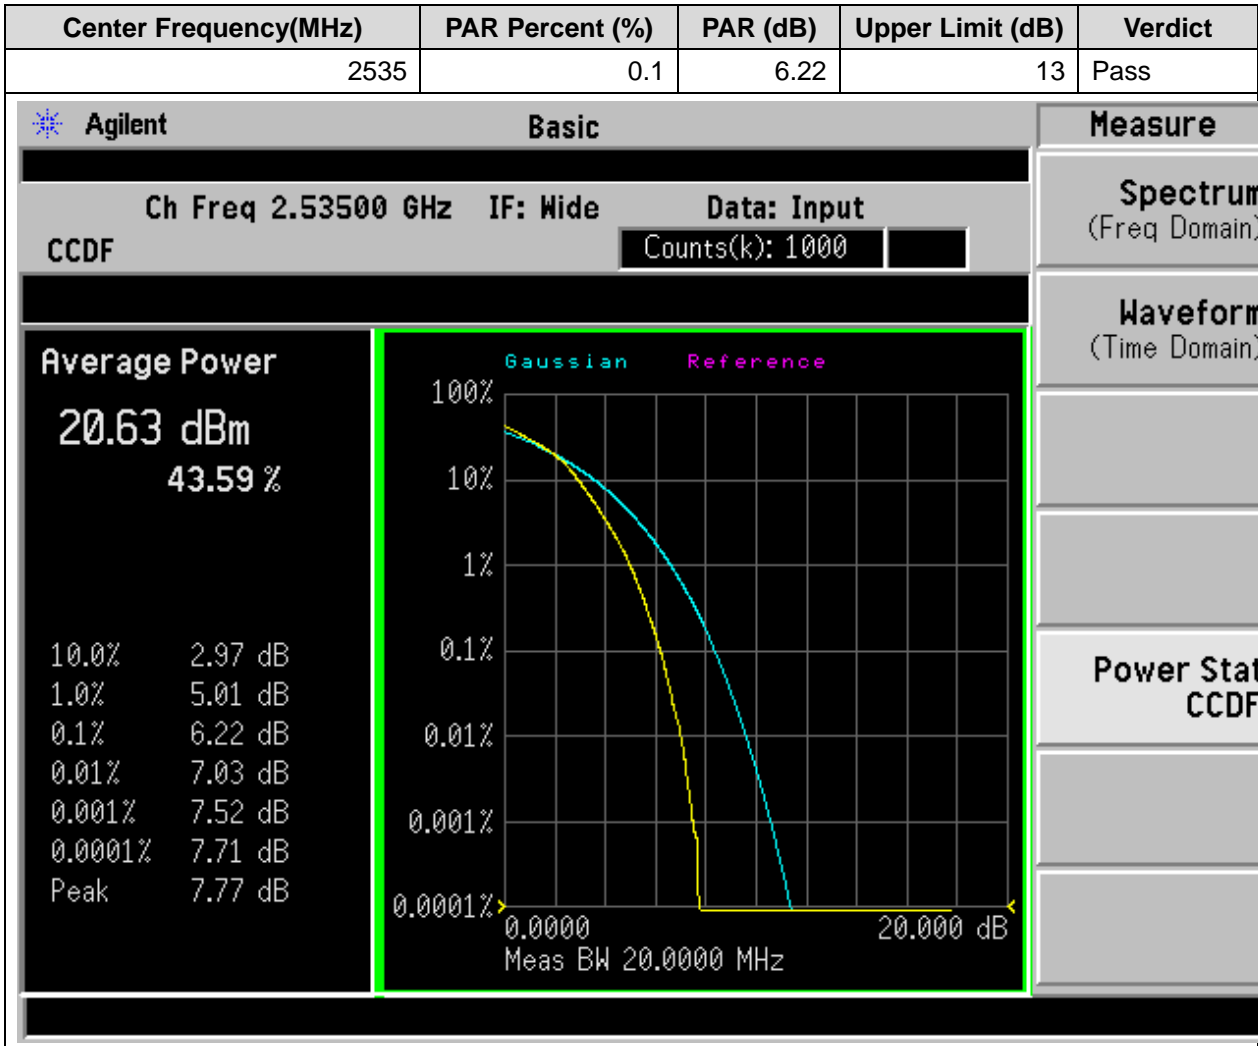 Center Frequency(MHz) PAR Percent (%) PAR (dB) Upper Limit (dB) Verdict
2535 0.1 6.22 13 Pass
Agilent Basic Measure
Ch Freq 2.53500 GHz IF: Wide Data: Input
CCDF Counts(k): 1000
Spectrum
(Freq Domain)
Waveform
(Time Domain)
Power Stat
CCDF
Average Power
20.63 dBm
43.59 %
10.0% 2.97 dB
1.0% 5.01 dB
0.1% 6.22 dB
0.01% 7.03 dB
0.001% 7.52 dB
0.0001% 7.71 dB
Peak 7.77 dB
Gaussian Reference
100%
10%
1%
0.1%
0.01%
0.001%
0.0001%
0.0000 20.000 dB
Meas BW 20.0000 MHz